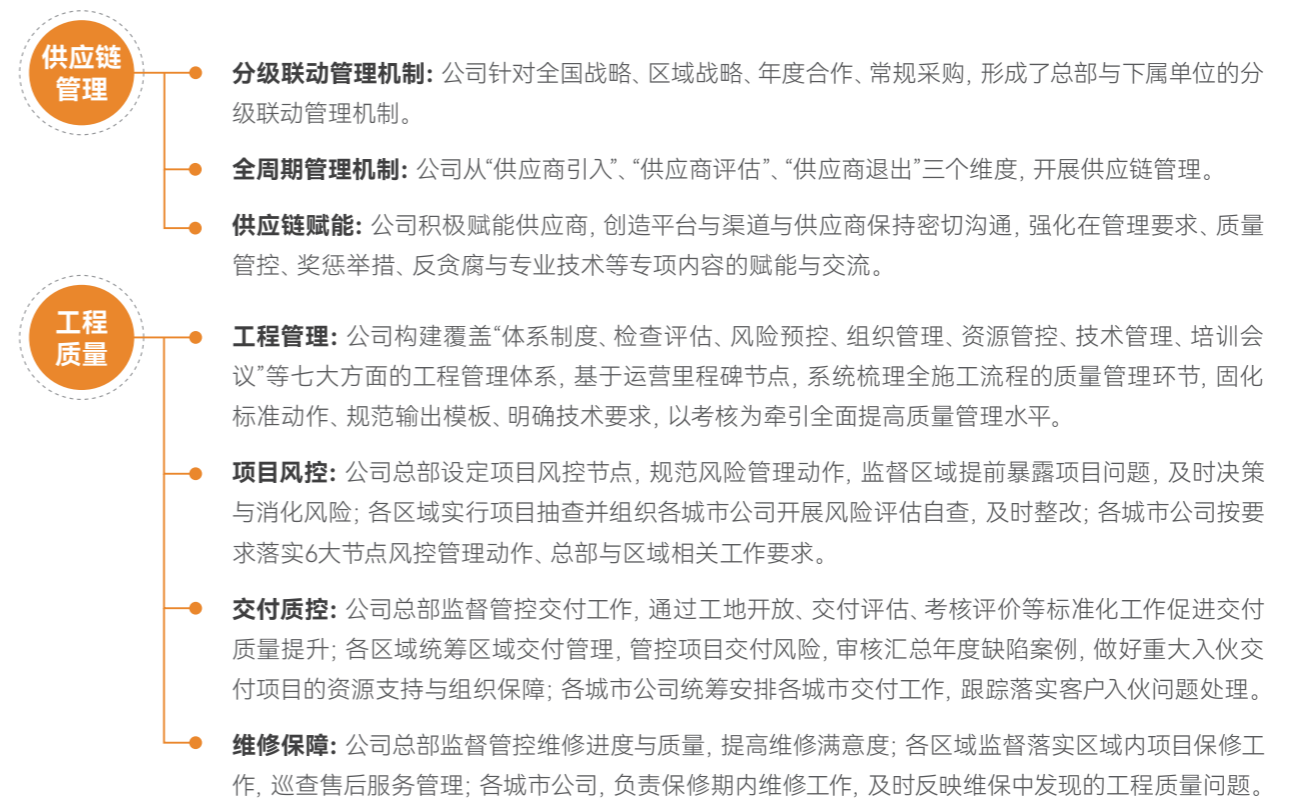 供应链
管理
分级联动管理机制: 公司针对全国战略、区域战略、年度合作、常规采购, 形成了总部与下属单位的分
级联动管理机制。
全周期管理机制: 公司从“供应商引入”、“供应商评估”、“供应商退出”三个维度, 开展供应链管理。
供应链赋能: 公司积极赋能供应商, 创造平台与渠道与供应商保持密切沟通, 强化在管理要求、质量
管控、奖惩举措、反贪腐与专业技术等专项内容的赋能与交流。
工程
质量
工程管理: 公司构建覆盖“体系制度、检查评估、风险预控、组织管理、资源管控、技术管理、培训会
议”等七大方面的工程管理体系, 基于运营里程碑节点, 系统梳理全施工流程的质量管理环节, 固化
标准动作、规范输出模板、明确技术要求, 以考核为牵引全面提高质量管理水平。
项目风控: 公司总部设定项目风控节点, 规范风险管理动作, 监督区域提前暴露项目问题, 及时决策
与消化风险; 各区域实行项目抽查并组织各城市公司开展风险评估自查, 及时整改; 各城市公司按要
求落实6大节点风控管理动作、总部与区域相关工作要求。
交付质控: 公司总部监督管控交付工作, 通过工地开放、交付评估、考核评价等标准化工作促进交付
质量提升; 各区域统筹区域交付管理, 管控项目交付风险, 审核汇总年度缺陷案例, 做好重大入伙交
付项目的资源支持与组织保障; 各城市公司统筹安排各城市交付工作, 跟踪落实客户入伙问题处理。
维修保障: 公司总部监督管控维修进度与质量, 提高维修满意度; 各区域监督落实区域内项目保修工
作, 巡查售后服务管理; 各城市公司, 负责保修期内维修工作, 及时反映维保中发现的工程质量问题。